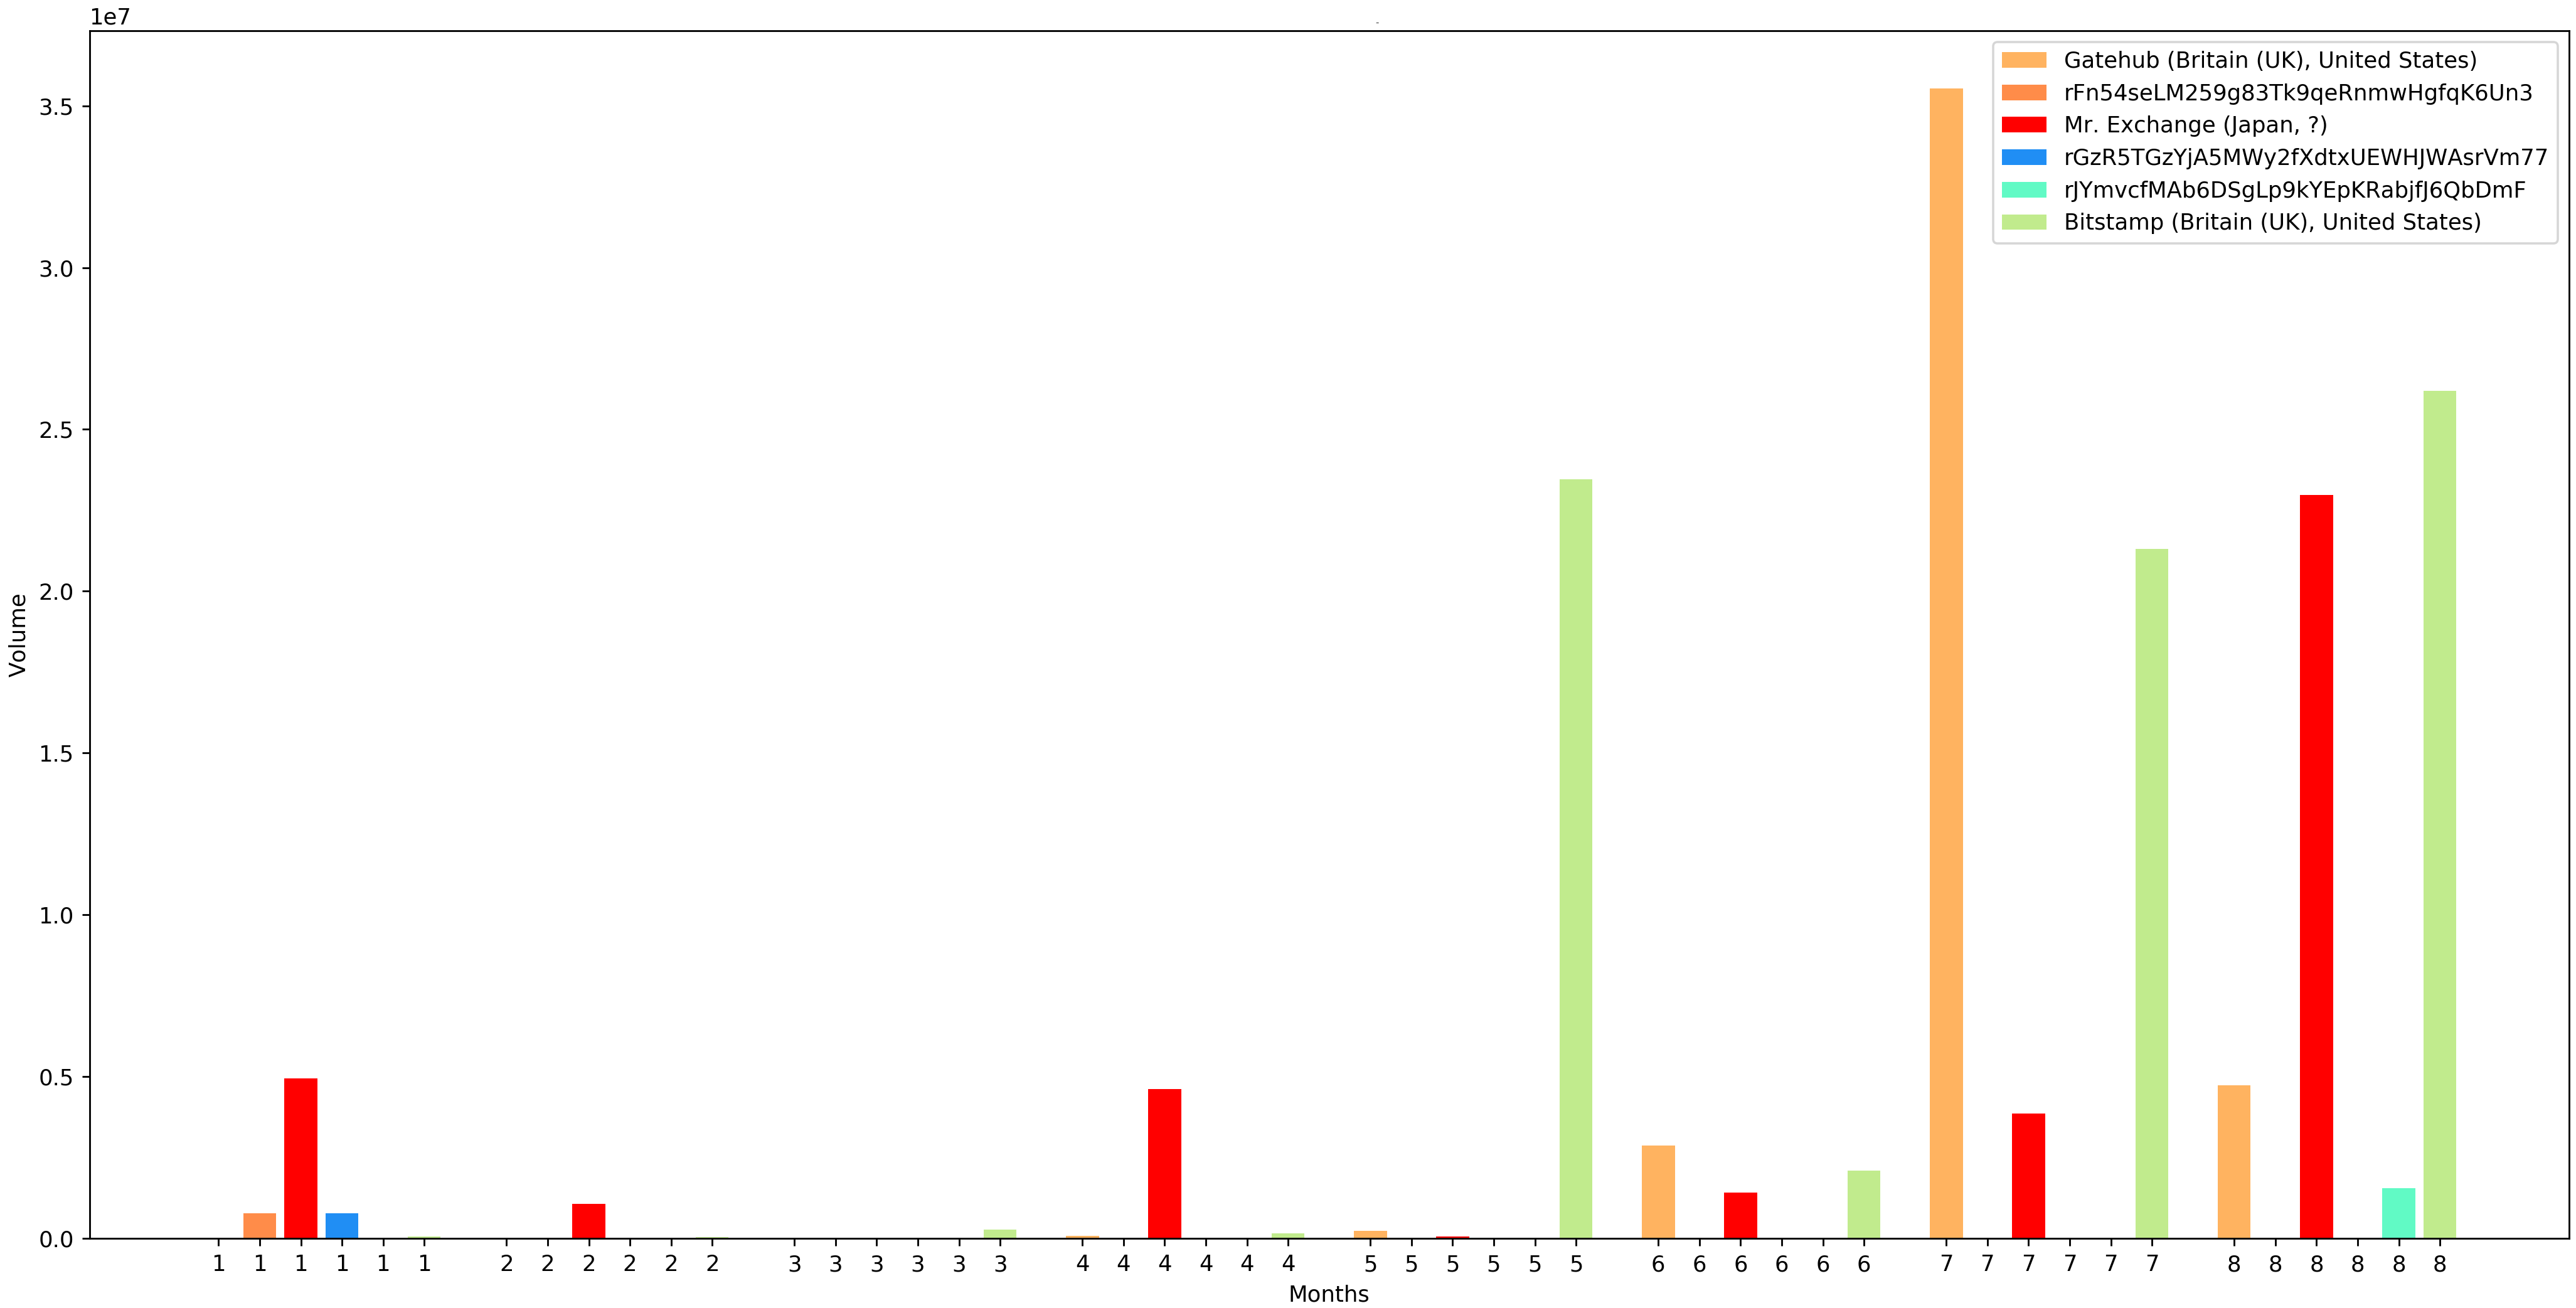 1e7
Gatehub (Britain (UK), United States)
rFn54seLM259g83Tk9qeRnmwHgfqK6Un3
Mr. Exchange (Japan, ?)
rGzR5TGzYjA5MWy2fXdtxUEWHJWAsrVm77
rJYmvcfMAb6DSgLp9kYEpKRabjfJ6QbDmF
Bitstamp (Britain (UK), United States)
3.5
3.0
2.5
2.0
1.5
1.0
0.5
0.0
Volume
1 1 1 1 1 1 2 2 2 2 2 2 3 3 3 3 3 3 4 4 4 4 4 4 5 5 5 5 5 5 6 6 6 6 6 6 7 7 7 7 7 7 8 8 8 8 8 8
Months